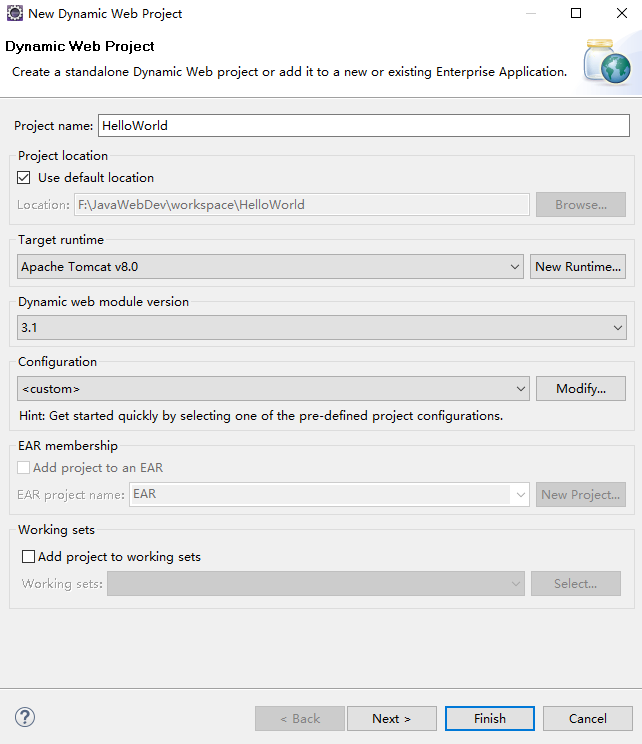 New Dynamic Web Project
Dynamic Web Project
Create a standalone Dynamic Web project or add it to a new or existing Enterprise Application.
Project name: HelloWorld
Project location
Use default location
Location: F:\JavaWebDev\workspace\HelloWorld Browse...
Target runtime
Apache Tomcat v8.0 New Runtime...
Dynamic web module version
3.1
Configuration
<custom> Modify...
Hint: Get started quickly by selecting one of the pre-defined project configurations.
EAR membership
Add project to an EAR
EAR project name: EAR New Project...
Working sets
Add project to working sets
Working sets: Select...
? < Back Next > Finish Cancel